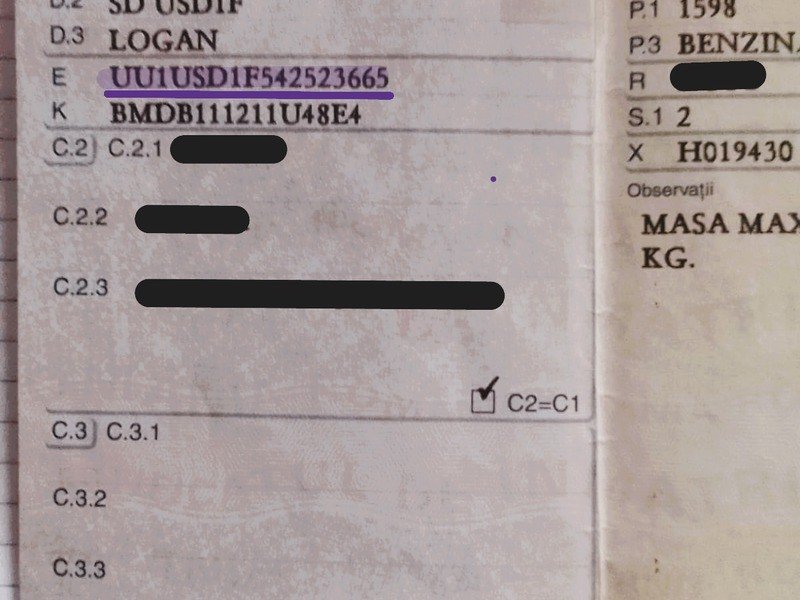 D.2 SD USD1F
D.3 LOGAN
E UU1USD1F542523665
K BMDB111211U48E4
C.2 C.2.1
C.2.2
C.2.3
C2=C1
C.3 C.3.1
C.3.2
C.3.3
P.1 1598
P.3 BENZINA
R
S.1 2
X H019430
Observații
MASA MAX
KG.